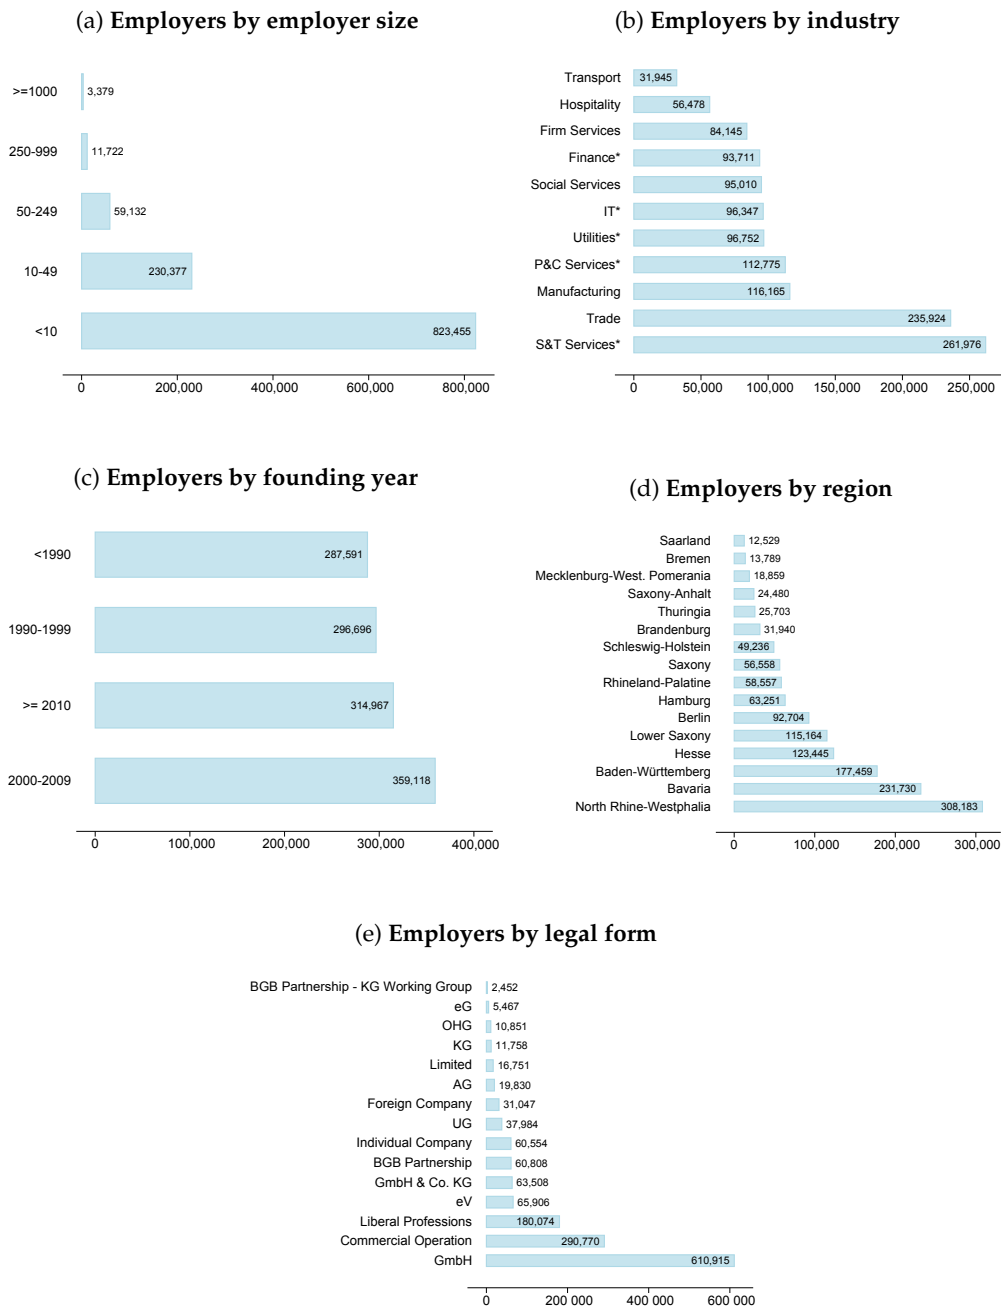 (a) Employers by employer size
>=1000 3,379
250-999 11,722
50-249 59,132
10-49 230,377
<10 823,455
0 200,000 400,000 600,000 800,000
(b) Employers by industry
Transport 31,945
Hospitality 56,478
Firm Services 84,145
Finance* 93,711
Social Services 95,010
IT* 96,347
Utilities* 96,752
P&C Services* 112,775
Manufacturing 116,165
Trade 235,924
S&T Services* 261,976
0 50,000 100,000 150,000 200,000 250,000
(c) Employers by founding year
<1990 287,591
1990-1999 296,696
>= 2010 314,967
2000-2009 359,118
0 100,000 200,000 300,000 400,000
(d) Employers by region
Saarland 12,529
Bremen 13,789
Mecklenburg-West. Pomerania 18,859
Saxony-Anhalt 24,480
Thuringia 25,703
Brandenburg 31,940
Schleswig-Holstein 49,236
Saxony 56,558
Rhineland-Palatine 58,557
Hamburg 63,251
Berlin 92,704
Lower Saxony 115,164
Hesse 123,445
Baden-Württemberg 177,459
Bavaria 231,730
North Rhine-Westphalia 308,183
0 100,000 200,000 300,000
(e) Employers by legal form
BGB Partnership - KG Working Group 2,452
eG 5,467
OHG 10,851
KG 11,758
Limited 16,751
AG 19,830
Foreign Company 31,047
UG 37,984
Individual Company 60,554
BGB Partnership 60,808
GmbH & Co. KG 63,508
eV 65,906
Liberal Professions 180,074
Commercial Operation 290,770
GmbH 610,915
0 200 000 400 000 600 000